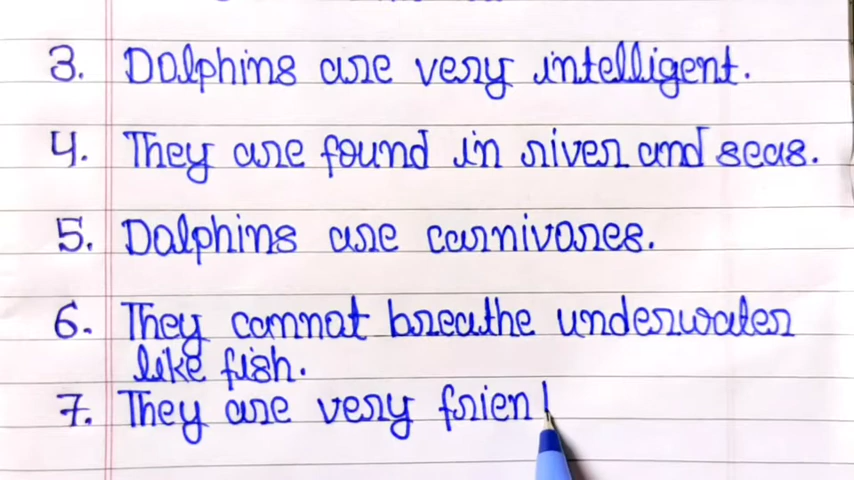 3. Dolphins are very intelligent.
4. They are found in river and seas.
5. Dolphins are carnivores.
6. They cannot breathe underwater
like fish.
7. They are very frien